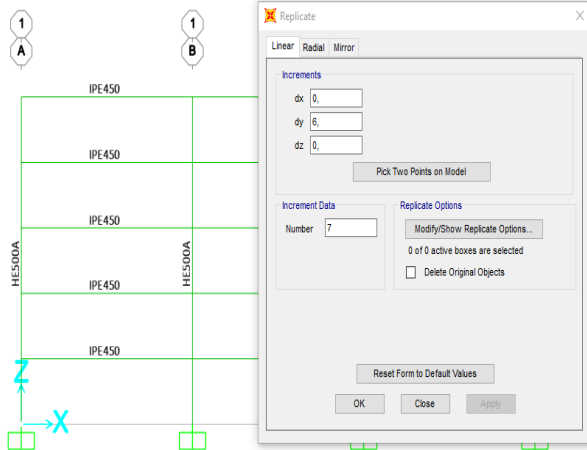 1
A
1
B
IPE450
IPE450
IPE450
IPE450
IPE450
HE500A
HE500A
Z
X
Replicate
Linear
Radial
Mirror
Increments
dx 0,
dy 6,
dz 0,
Pick Two Points on Model
Increment Data
Number 7
Replicate Options
Modify/Show Replicate Options...
0 of 0 active boxes are selected
Delete Original Objects
Reset Form to Default Values
OK
Close
Apply